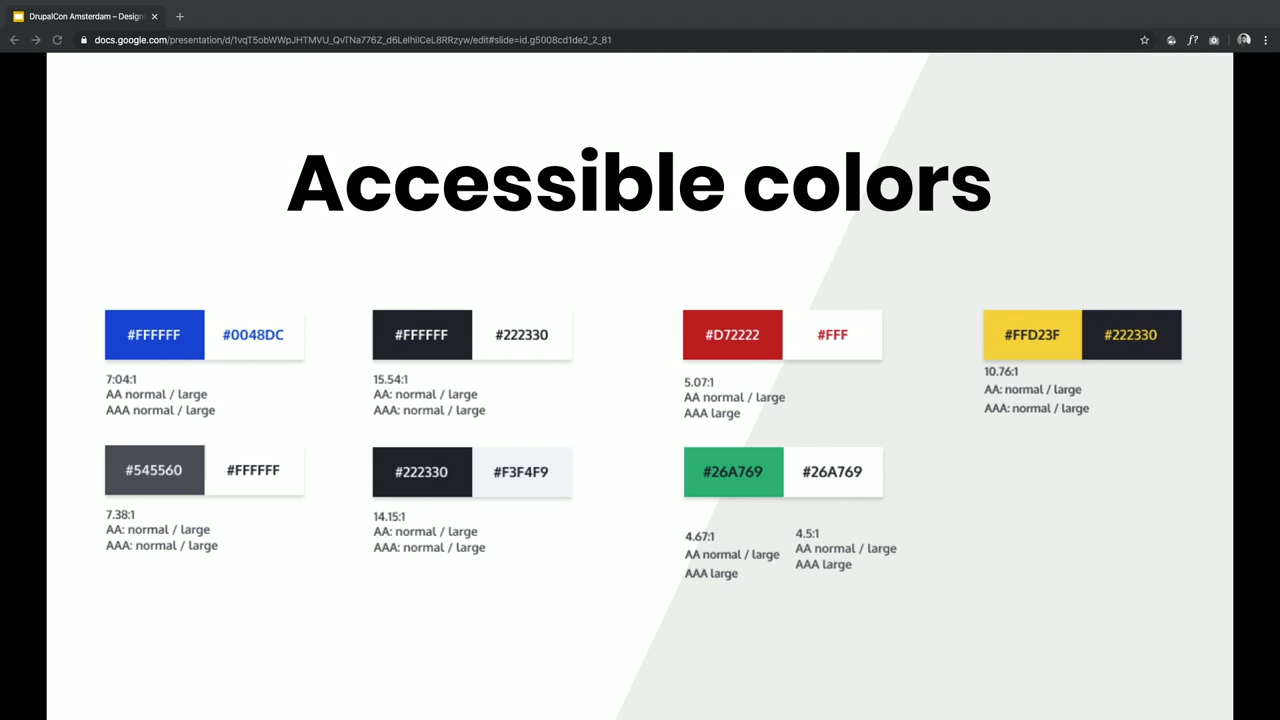 DrupalCon Amsterdam – Design
docs.google.com/presentation/d/1vqT5obWWpJHTMVU_QvTNa776Z_d6LeIhilCeL8RRzyw/edit#slide=id.g5008cd1de2_2_81
f?
Accessible colors
#FFFFFF #0048DC
7:04:1
AA normal / large
AAA normal / large
#FFFFFF #222330
15.54:1
AA: normal / large
AAA: normal / large
#D72222 #FFF
5.07:1
AA normal / large
AAA large
#FFD23F #222330
10.76:1
AA: normal / large
AAA: normal / large
#545560 #FFFFFF
7.38:1
AA: normal / large
AAA: normal / large
#222330 #F3F4F9
14.15:1
AA: normal / large
AAA: normal / large
#26A769 #26A769
4.67:1
AA normal / large
AAA large
4.5:1
AA normal / large
AAA large